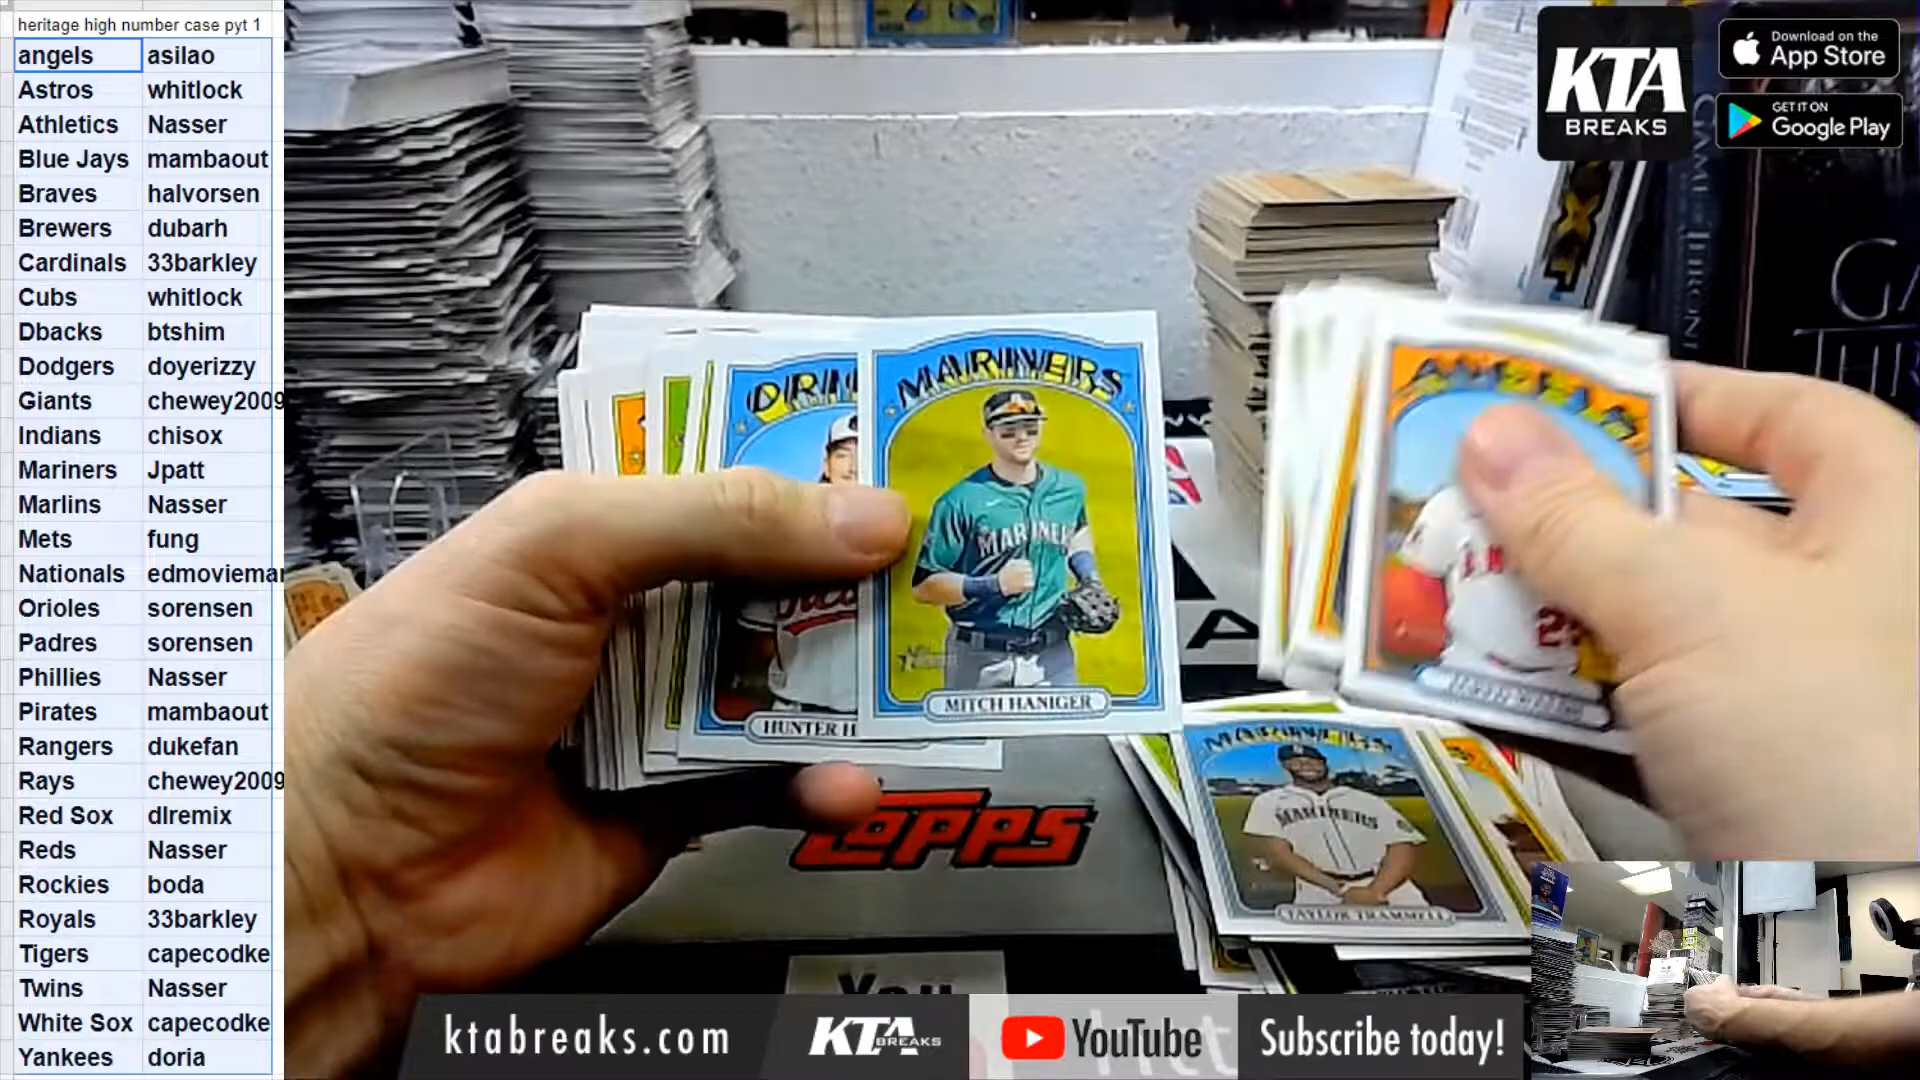 heritage high number case pyt 1
angels asilao
Astros whitlock
Athletics Nasser
Blue Jays mambaout
Braves halvorsen
Brewers dubarh
Cardinals 33barkley
Cubs whitlock
Dbacks btshim
Dodgers doyerizzy
Giants chewey2009
Indians chisox
Mariners Jpatt
Marlins Nasser
Mets fung
Nationals edmoviemar
Orioles sorensen
Padres sorensen
Phillies Nasser
Pirates mambaout
Rangers dukefan
Rays chewey2009
Red Sox dlremix
Reds Nasser
Rockies boda
Royals 33barkley
Tigers capecodke
Twins Nasser
White Sox capecodke
Yankees doria
KTA
BREAKS
Download on the
App Store
GET IT ON
Google Play
MARINERS
MARINE
MITCH HANIGER
ORI
HUNTER H
MARINERS
MARINERS
TAYLOR TRAMMELL
TOPPS
You
ktabreaks.com
KTA BREAKS
YouTube
Subscribe today!